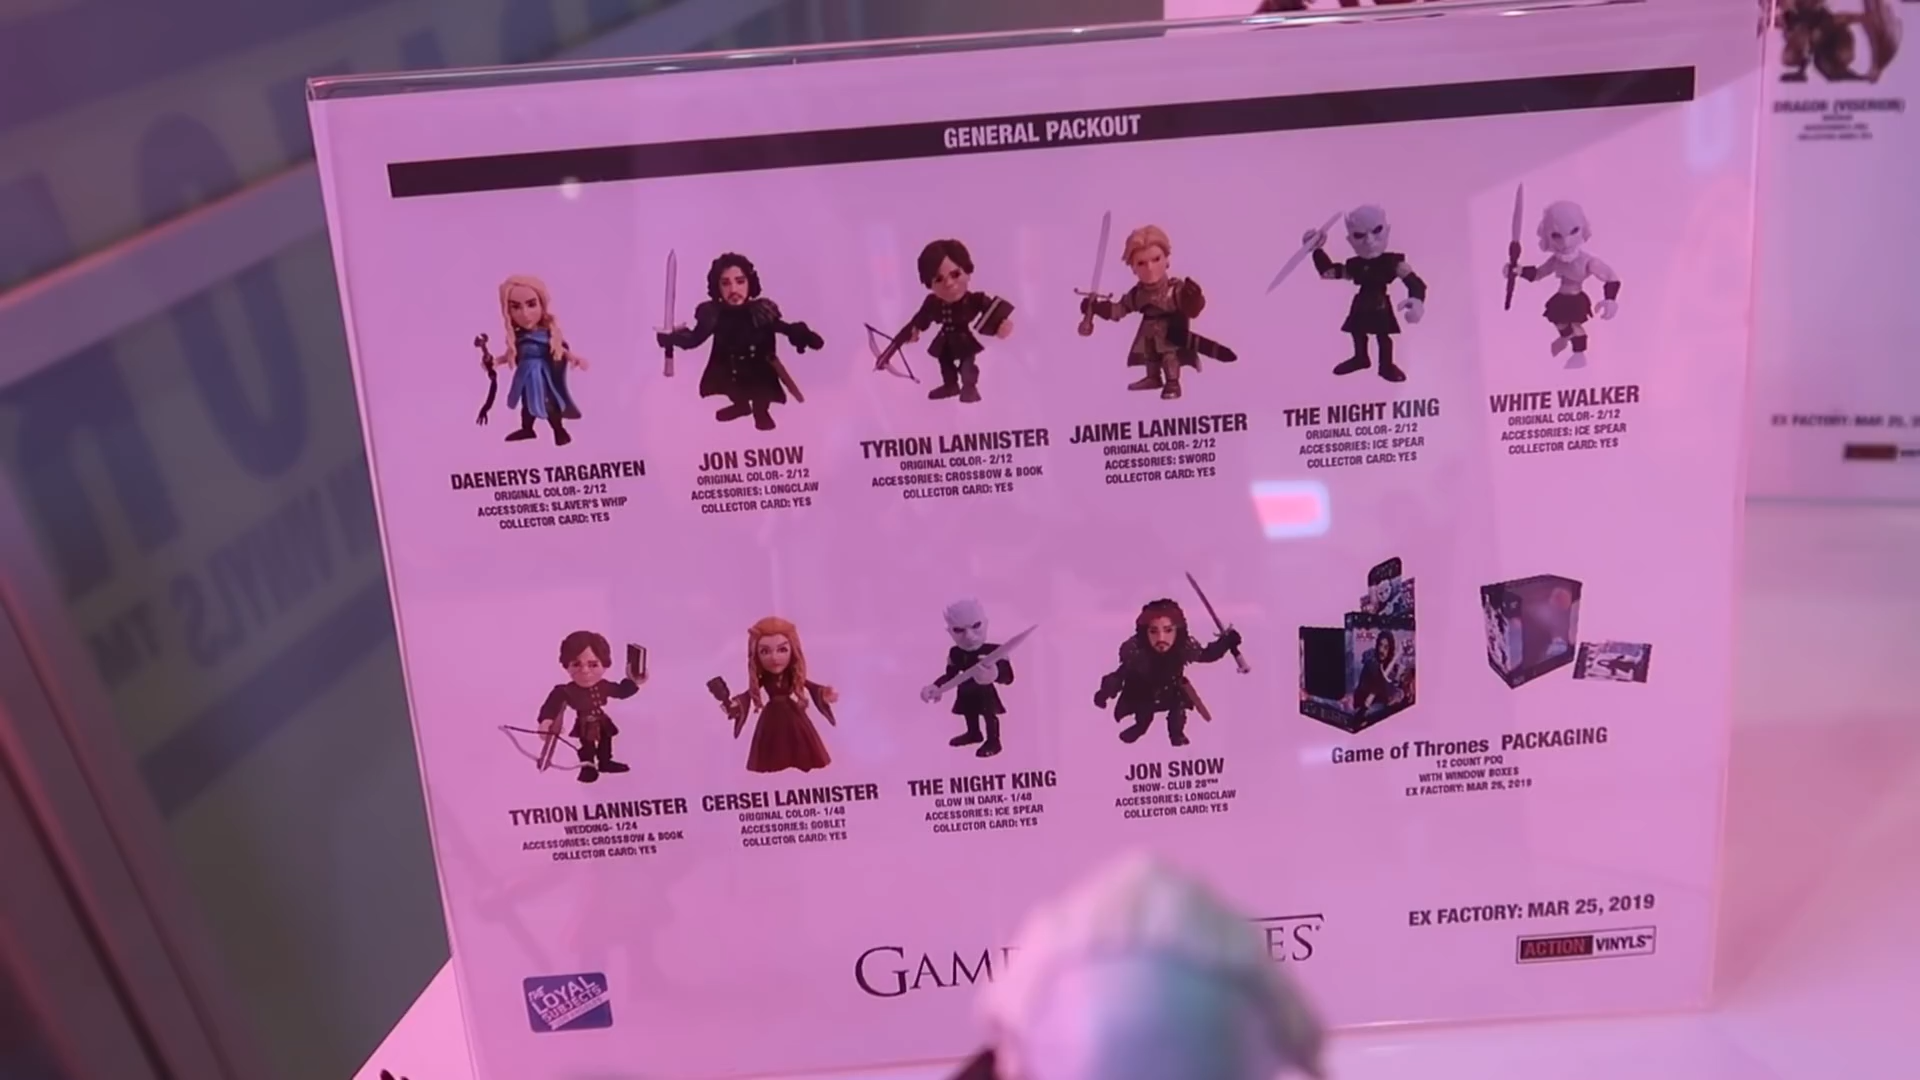 GENERAL PACKOUT
DAENERYS TARGARYEN
ORIGINAL COLOR- 2/12
ACCESSORIES: SLAVER'S WHIP
COLLECTOR CARD: YES
JON SNOW
ORIGINAL COLOR- 2/12
ACCESSORIES: LONGCLAW
COLLECTOR CARD: YES
TYRION LANNISTER
ORIGINAL COLOR- 2/12
ACCESSORIES: CROSSBOW & BOOK
COLLECTOR CARD: YES
JAIME LANNISTER
ORIGINAL COLOR- 2/12
ACCESSORIES: SWORD
COLLECTOR CARD: YES
THE NIGHT KING
ORIGINAL COLOR- 2/12
ACCESSORIES: ICE SPEAR
COLLECTOR CARD: YES
WHITE WALKER
ORIGINAL COLOR- 2/12
ACCESSORIES: ICE SPEAR
COLLECTOR CARD: YES
TYRION LANNISTER
WEDDING- 1/24
ACCESSORIES: CROSSBOW & BOOK
COLLECTOR CARD: YES
CERSEI LANNISTER
ORIGINAL COLOR- 1/48
ACCESSORIES: GOBLET
COLLECTOR CARD: YES
THE NIGHT KING
GLOW IN DARK- 1/48
ACCESSORIES: ICE SPEAR
COLLECTOR CARD: YES
JON SNOW
SNOW- CLUB 28™
ACCESSORIES: LONGCLAW
COLLECTOR CARD: YES
Game of Thrones PACKAGING
12 COUNT PDQ
WITH WINDOW BOXES
EX FACTORY: MAR 25, 2019
EX FACTORY: MAR 25, 2019
ACTION VINYLS™
GAME
ES
THE LOYAL SUBJECTS
DRAGON (VISERION)
EX FACTORY: MAR 25,